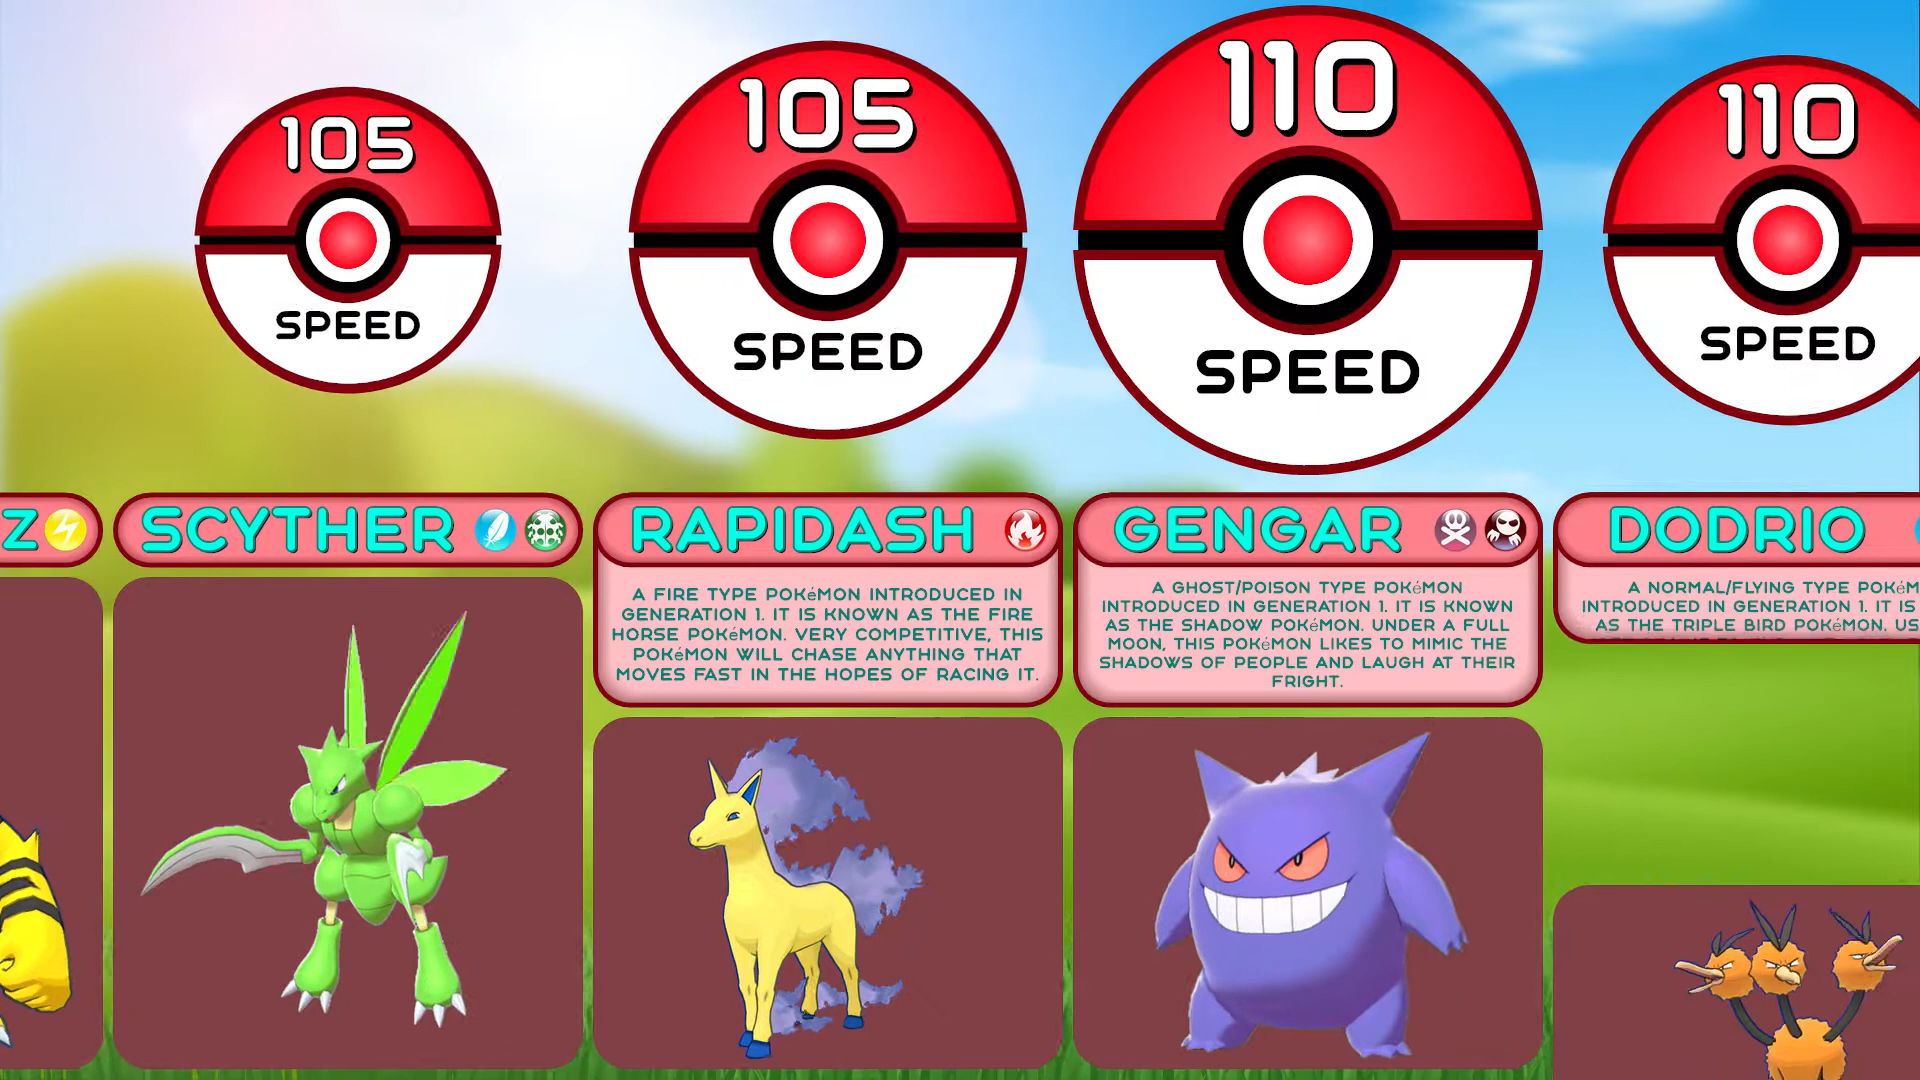 105
SPEED
105
SPEED
110
SPEED
110
SPEED
Z
SCYTHER
RAPIDASH
A FIRE TYPE POKéMON INTRODUCED IN
GENERATION 1. IT IS KNOWN AS THE FIRE
HORSE POKéMON. VERY COMPETITIVE, THIS
POKéMON WILL CHASE ANYTHING THAT
MOVES FAST IN THE HOPES OF RACING IT.
GENGAR
A GHOST/POISON TYPE POKéMON
INTRODUCED IN GENERATION 1. IT IS KNOWN
AS THE SHADOW POKéMON. UNDER A FULL
MOON, THIS POKéMON LIKES TO MIMIC THE
SHADOWS OF PEOPLE AND LAUGH AT THEIR
FRIGHT.
DODRIO
A NORMAL/FLYING TYPE POKéM
INTRODUCED IN GENERATION 1. IT IS
AS THE TRIPLE BIRD POKéMON. US